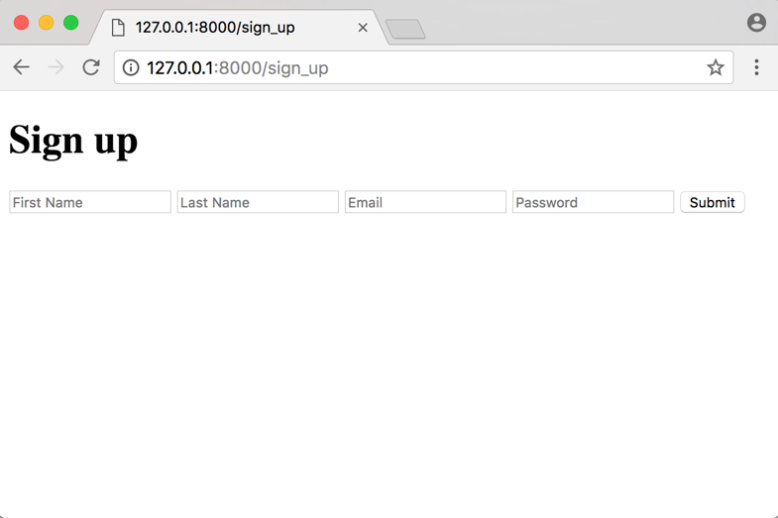 127.0.0.1:8000/sign_up
127.0.0.1:8000/sign_up
Sign up
First Name Last Name Email Password Submit